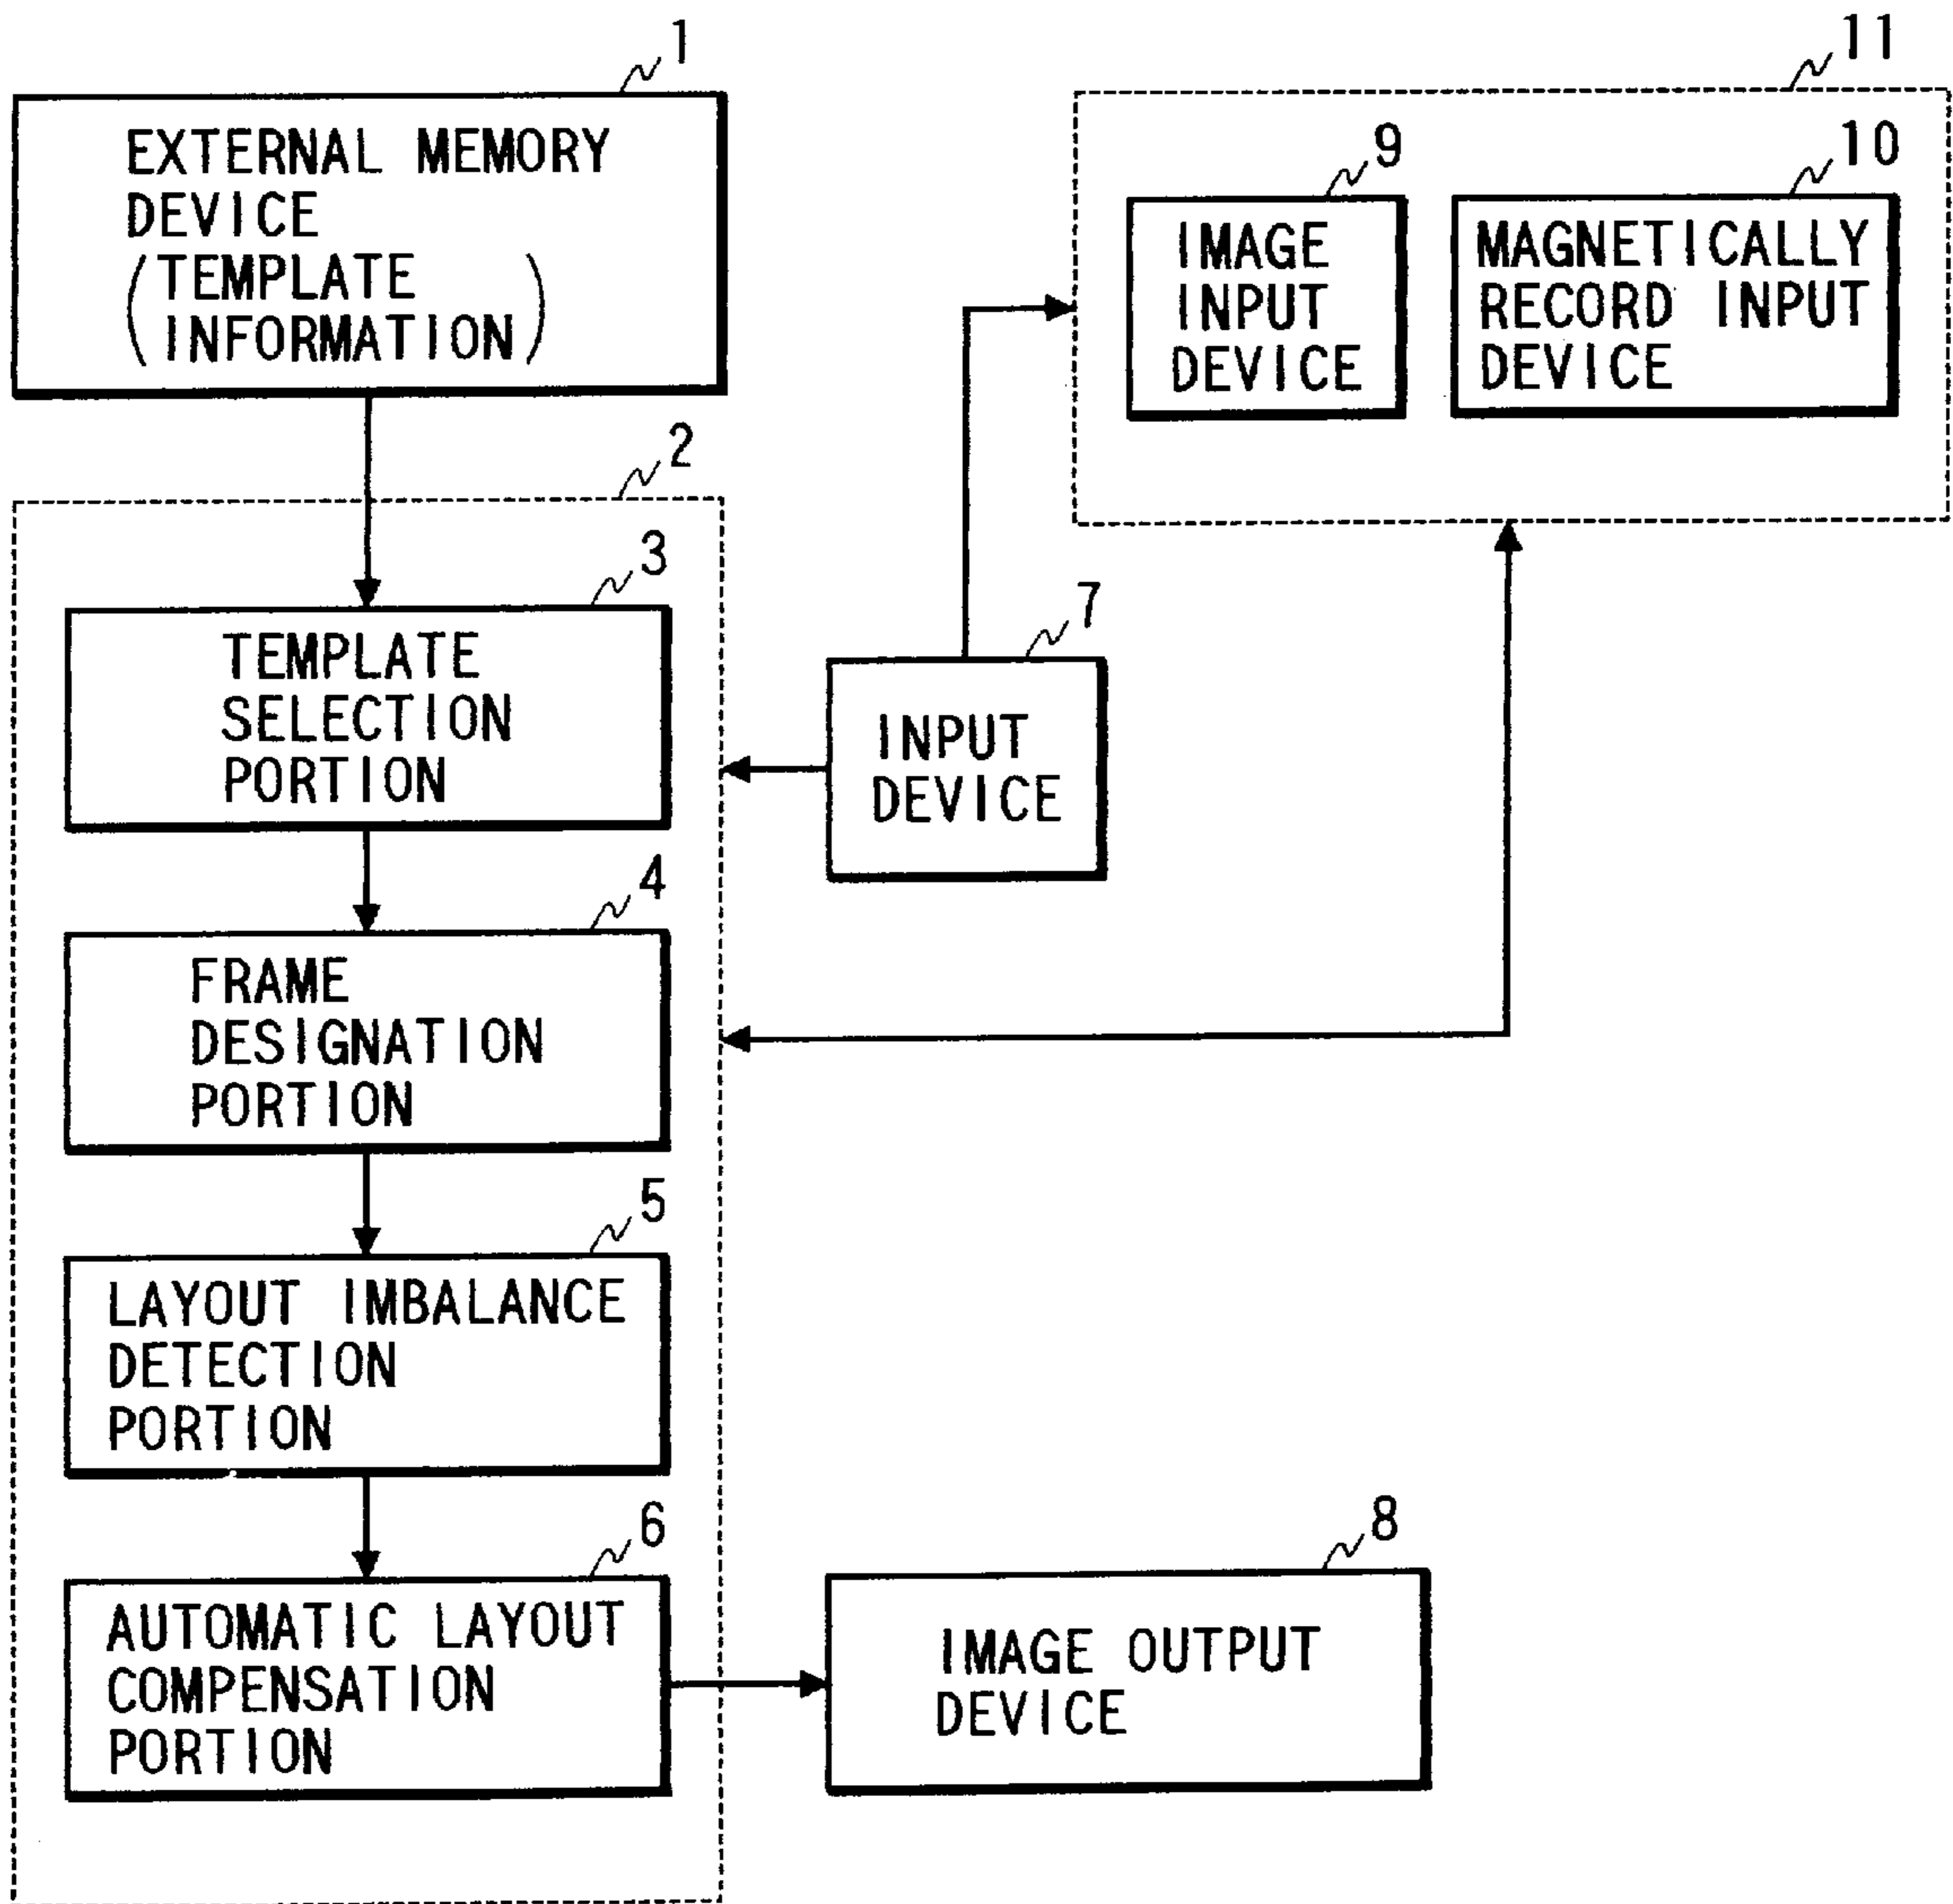 1
EXTERNAL MEMORY
DEVICE
(TEMPLATE
INFORMATION)
11
9
IMAGE
INPUT
DEVICE
10
MAGNETICALLY
RECORD INPUT
DEVICE
2
3
TEMPLATE
SELECTION
PORTION
7
INPUT
DEVICE
4
FRAME
DESIGNATION
PORTION
5
LAYOUT IMBALANCE
DETECTION
PORTION
6
AUTOMATIC LAYOUT
COMPENSATION
PORTION
8
IMAGE OUTPUT
DEVICE